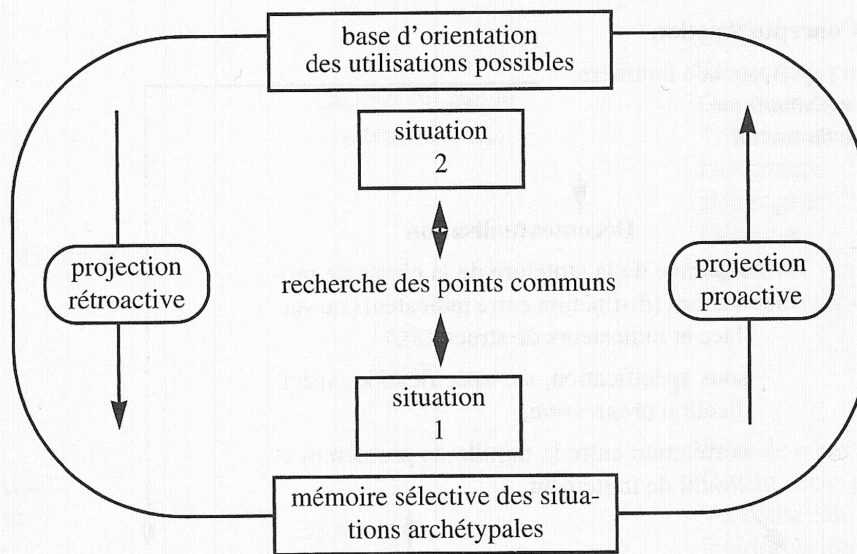 base d'orientation
des utilisations possibles
situation
2
projection
rétroactive
recherche des points communs
projection
proactive
situation
1
mémoire sélective des situa-
tions archétypales